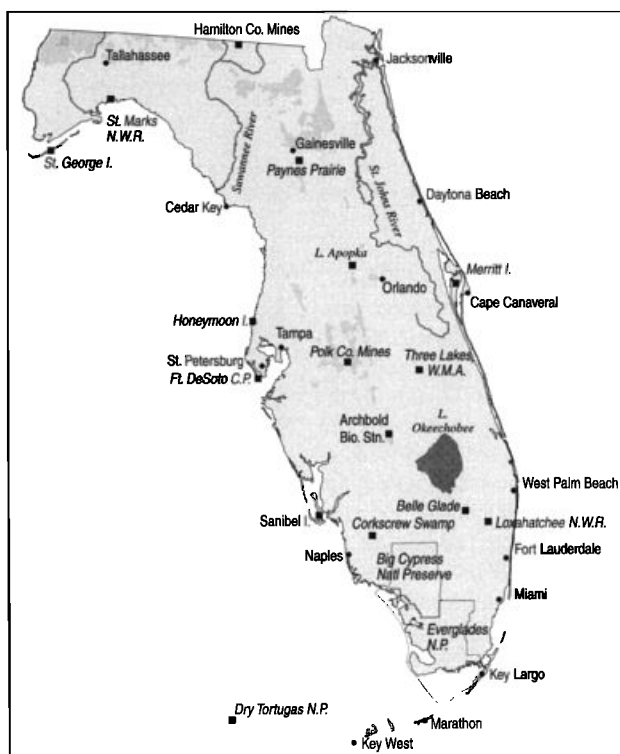 Hamilton Co. Mines
Tallahassee
Jacksonville
St. Marks
N.W.R.
St. George I.
Suwannee River
Gainesville
Paynes Prairie
St. Johns River
Cedar Key
Daytona Beach
L. Apopka
Merritt I.
Orlando
Cape Canaveral
Honeymoon I.
Tampa
St. Petersburg
Ft. DeSoto C.P.
Polk Co. Mines
Three Lakes,
W.M.A.
Archbold
Bio. Stn.
L.
Okeechobee
West Palm Beach
Belle Glade
Sanibel I.
Corkscrew Swamp
Loxahatchee N.W.R.
Naples
Big Cypress
Natl Preserve
Fort Lauderdale
Miami
Everglades
N.P.
Key Largo
Dry Tortugas N.P.
Marathon
Key West